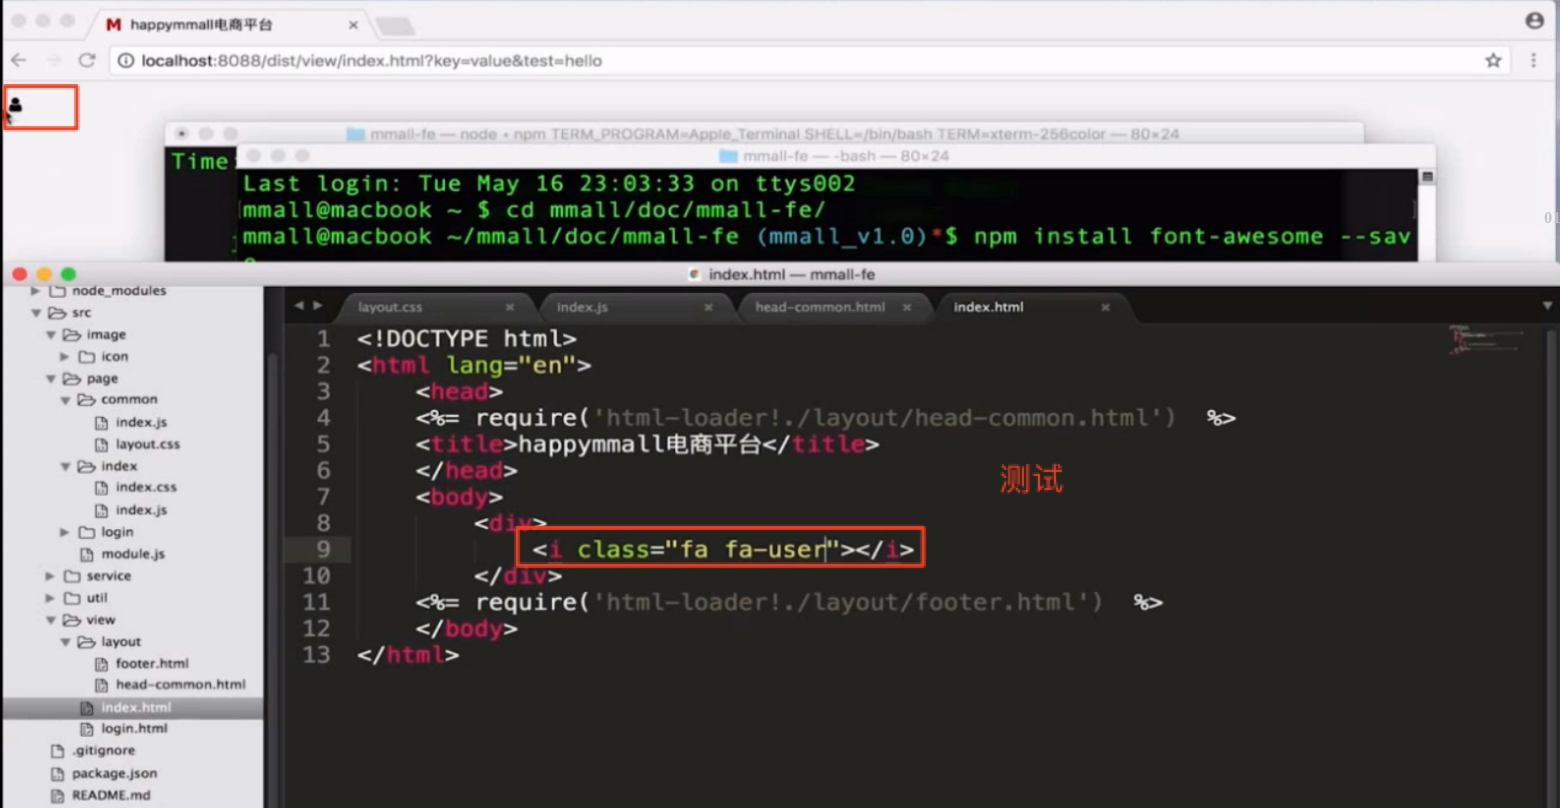 happymmall电商平台
localhost:8088/dist/view/index.html?key=value&test=hello
mmall-fe — node • npm TERM_PROGRAM=Apple_Terminal SHELL=/bin/bash TERM=xterm-256color — 80×24
Time:
mmall-fe — -bash — 80×24
Last login: Tue May 16 23:03:33 on ttys002
mmall@macbook ~ $ cd mmall/doc/mmall-fe/
mmall@macbook ~/mmall/doc/mmall-fe (mmall_v1.0)*$ npm install font-awesome --sav
index.html — mmall-fe
node_modules
src
image
icon
page
common
index.js
layout.css
index
index.css
index.js
login
module.js
service
util
view
layout
footer.html
head-common.html
index.html
login.html
.gitignore
package.json
README.md
layout.css
index.js
head-common.html
index.html
1 <!DOCTYPE html>
2 <html lang="en">
3 <head>
4 <%= require('html-loader!./layout/head-common.html') %>
5 <title>happymmall电商平台</title>
6 </head>
7 <body>
8 <div>
9 <i class="fa fa-user"></i>
10 </div>
11 <%= require('html-loader!./layout/footer.html') %>
12 </body>
13 </html>
测试